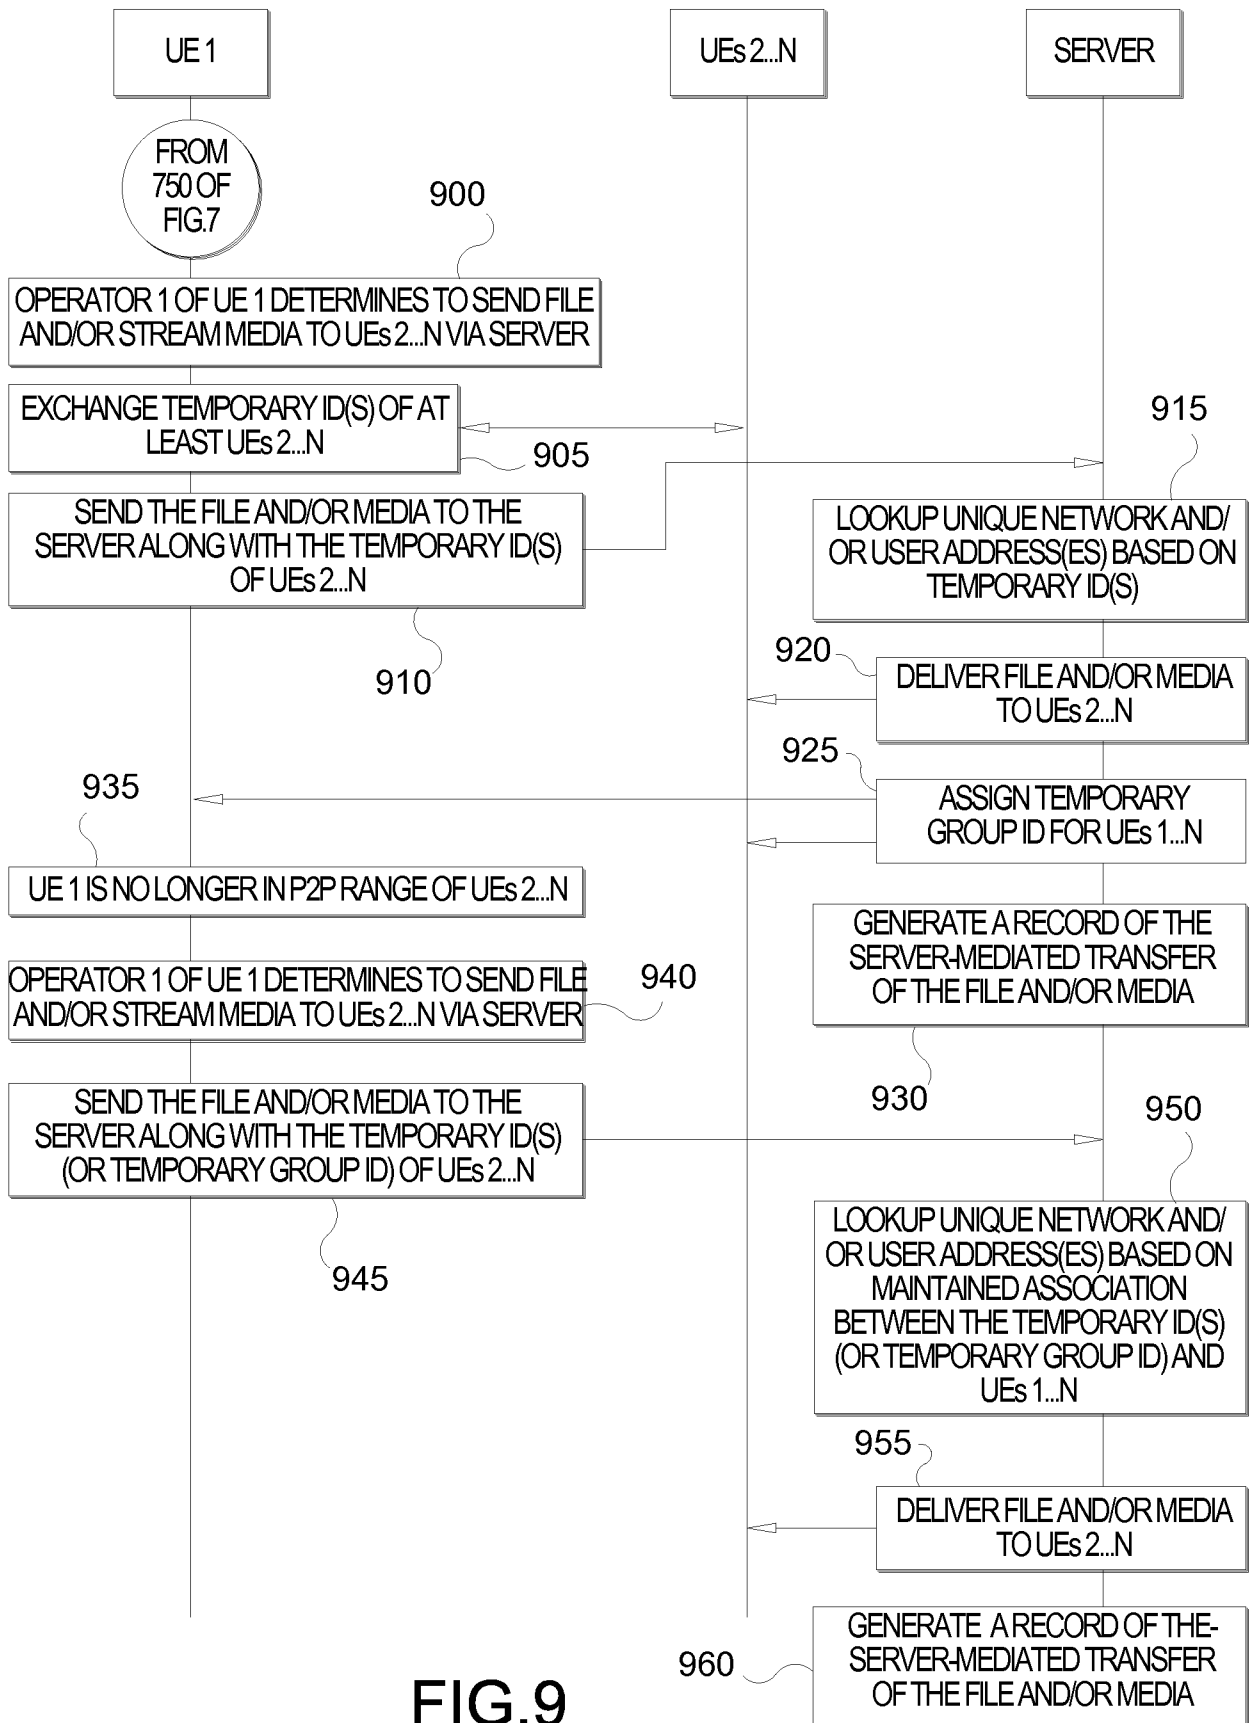 UE 1
UEs 2...N
SERVER
FROM
750 OF
FIG.7
900
OPERATOR 1 OF UE 1 DETERMINES TO SEND FILE
AND/OR STREAM MEDIA TO UEs 2...N VIA SERVER
EXCHANGE TEMPORARY ID(S) OF AT
LEAST UEs 2...N
905
915
SEND THE FILE AND/OR MEDIA TO THE
SERVER ALONG WITH THE TEMPORARY ID(S)
OF UEs 2...N
910
LOOKUP UNIQUE NETWORK AND/
OR USER ADDRESS(ES) BASED ON
TEMPORARY ID(S)
920
DELIVER FILE AND/OR MEDIA
TO UEs 2...N
925
ASSIGN TEMPORARY
GROUP ID FOR UEs 1...N
935
UE 1 IS NO LONGER IN P2P RANGE OF UEs 2...N
GENERATE A RECORD OF THE
SERVER-MEDIATED TRANSFER
OF THE FILE AND/OR MEDIA
930
OPERATOR 1 OF UE 1 DETERMINES TO SEND FILE
AND/OR STREAM MEDIA TO UEs 2...N VIA SERVER
940
SEND THE FILE AND/OR MEDIA TO THE
SERVER ALONG WITH THE TEMPORARY ID(S)
(OR TEMPORARY GROUP ID) OF UEs 2...N
945
950
LOOKUP UNIQUE NETWORK AND/
OR USER ADDRESS(ES) BASED ON
MAINTAINED ASSOCIATION
BETWEEN THE TEMPORARY ID(S)
(OR TEMPORARY GROUP ID) AND
UEs 1...N
955
DELIVER FILE AND/OR MEDIA
TO UEs 2...N
960
GENERATE A RECORD OF THE-
SERVER-MEDIATED TRANSFER
OF THE FILE AND/OR MEDIA
FIG.9